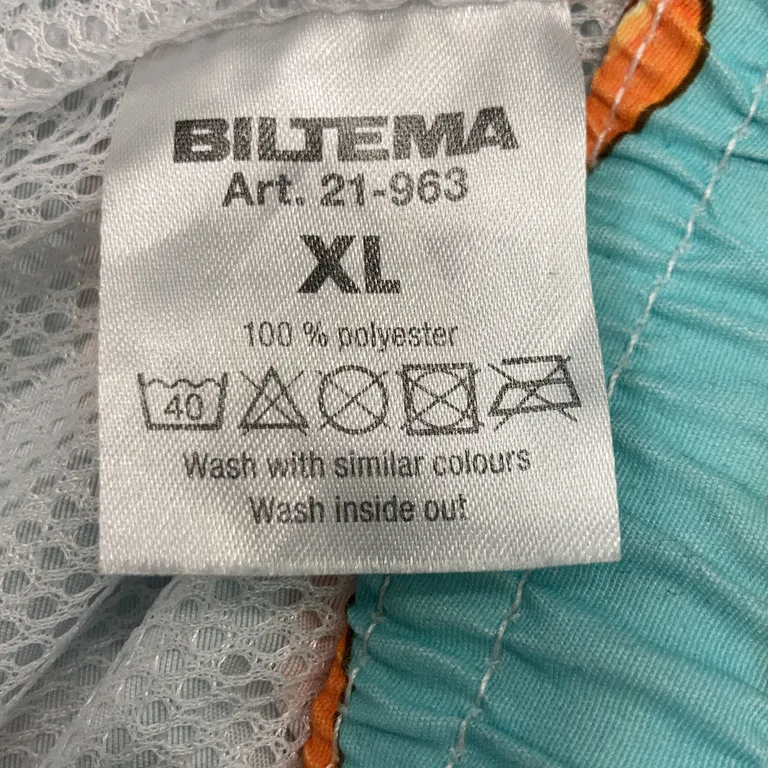 BILTEMA
Art. 21-963
XL
100 % polyester
40
Wash with similar colours
Wash inside out